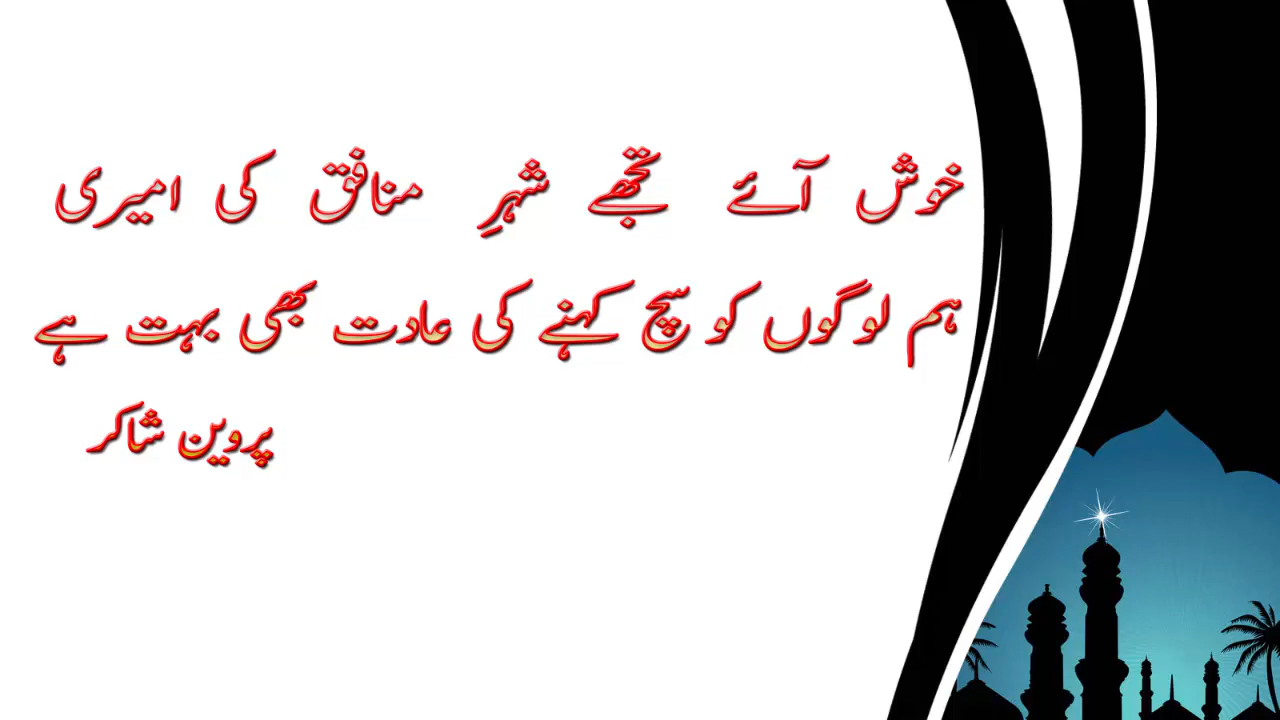 خوش آئے تجھے شہرِ منافق کی امیری
ہم لوگوں کو سچ کہنے کی عادت بھی بہت ہے
پروین شاکر